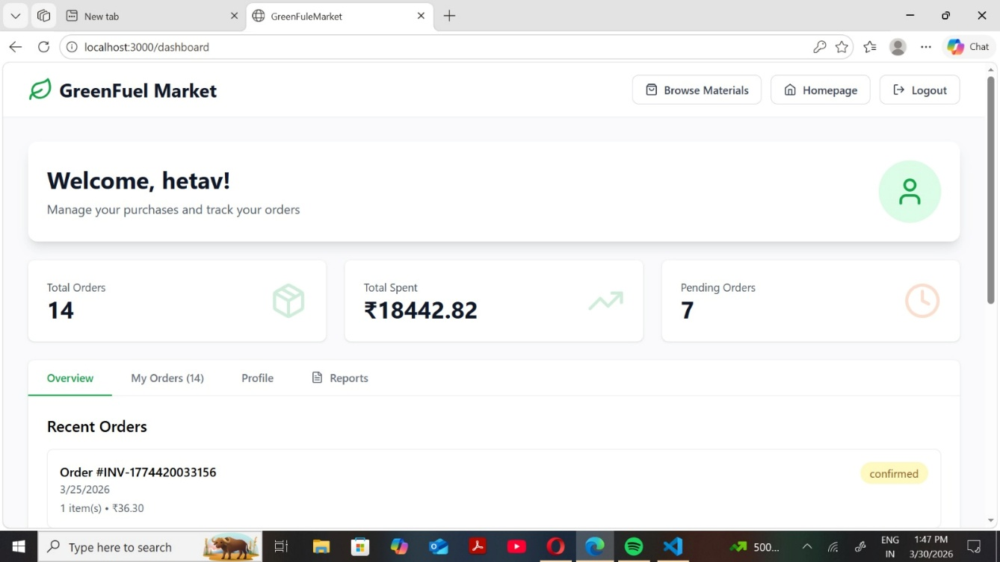 New tab
GreenFuleMarket
localhost:3000/dashboard
Chat
GreenFuel Market
Browse Materials
Homepage
Logout
Welcome, hetav!
Manage your purchases and track your orders
Total Orders
14
Total Spent
₹18442.82
Pending Orders
7
Overview
My Orders (14)
Profile
Reports
Recent Orders
Order #INV-1774420033156
confirmed
3/25/2026
1 item(s) • ₹36.30
Type here to search
500...
ENG
IN
1:47 PM
3/30/2026